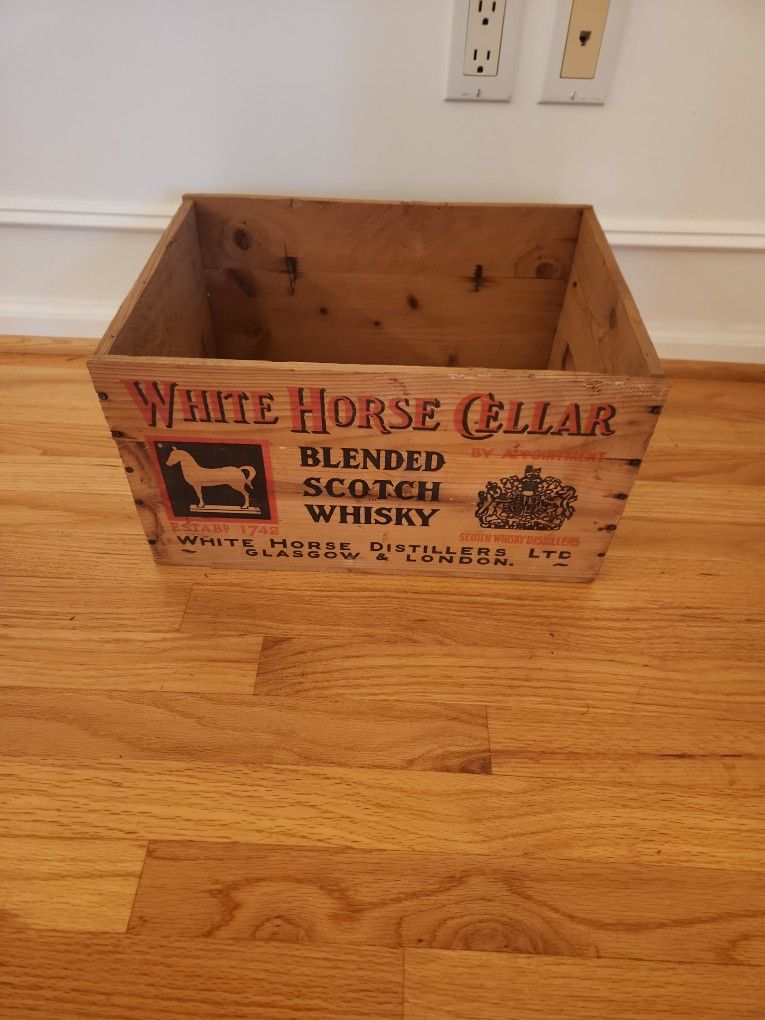 WHITE HORSE CELLAR
BLENDED
SCOTCH
WHISKY
ESTABD 1742
BY APPOINTMENT
SCOTCH WHISKY DISTILLERS
WHITE HORSE DISTILLERS LTD
GLASGOW & LONDON.